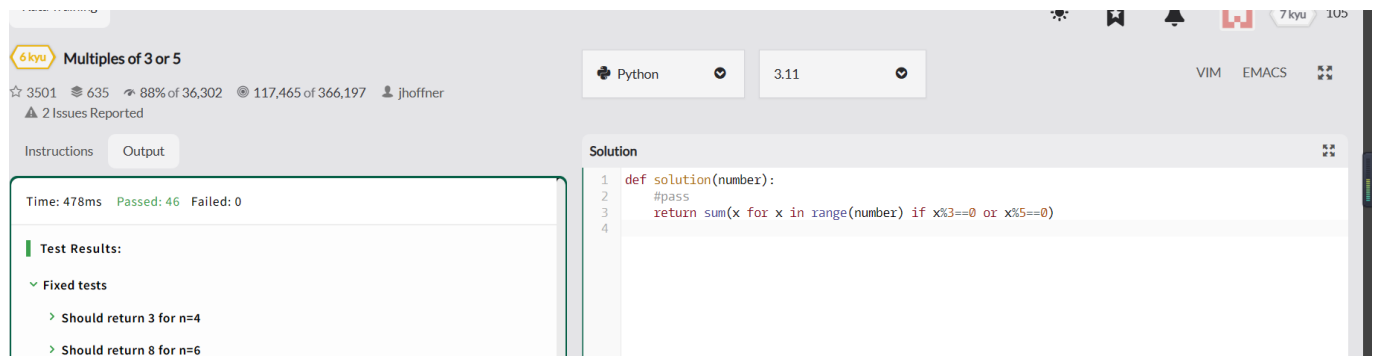 7 kyu 105
6 kyu Multiples of 3 or 5
3501 635 88% of 36,302 117,465 of 366,197 jhoffner
2 Issues Reported
Instructions Output
Time: 478ms Passed: 46 Failed: 0
Test Results:
Fixed tests
Should return 3 for n=4
Should return 8 for n=6
Python 3.11 VIM EMACS
Solution
1 def solution(number):
2 #pass
3 return sum(x for x in range(number) if x%3==0 or x%5==0)
4